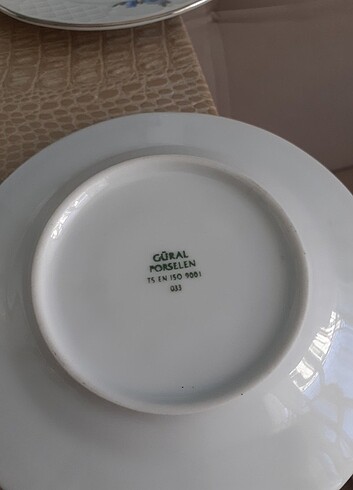 GÜRAL
PORSELEN
TS EN ISO 9001
033